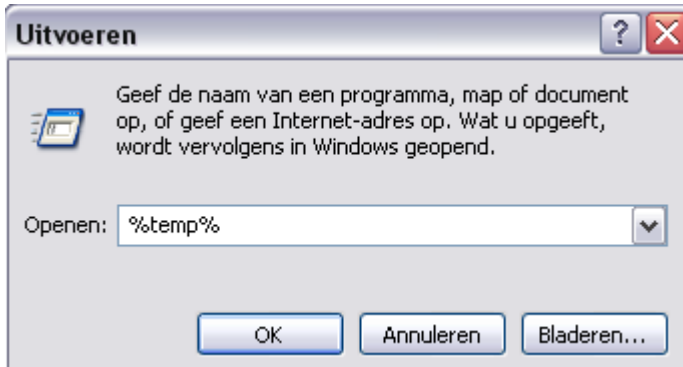 Uitvoeren
Geef de naam van een programma, map of document
op, of geef een Internet-adres op. Wat u opgeeft,
wordt vervolgens in Windows geopend.
Openen: %temp%
OK Annuleren Bladeren...